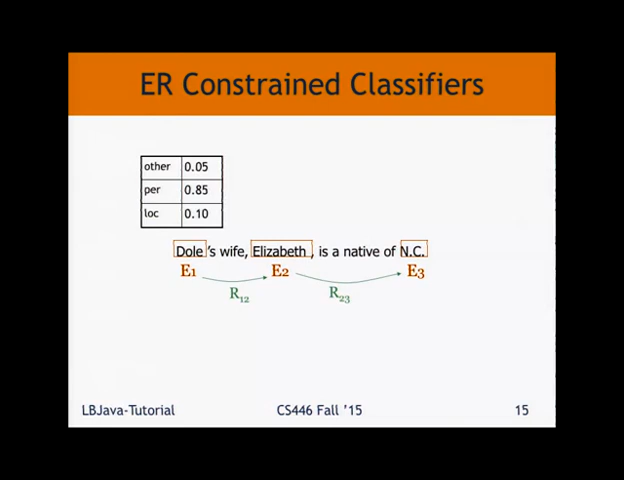 ER Constrained Classifiers
other 0.05
per 0.85
loc 0.10
Dole 's wife, Elizabeth , is a native of N.C.
E1 E2 E3
R12 R23
LBJava-Tutorial CS446 Fall '15 15